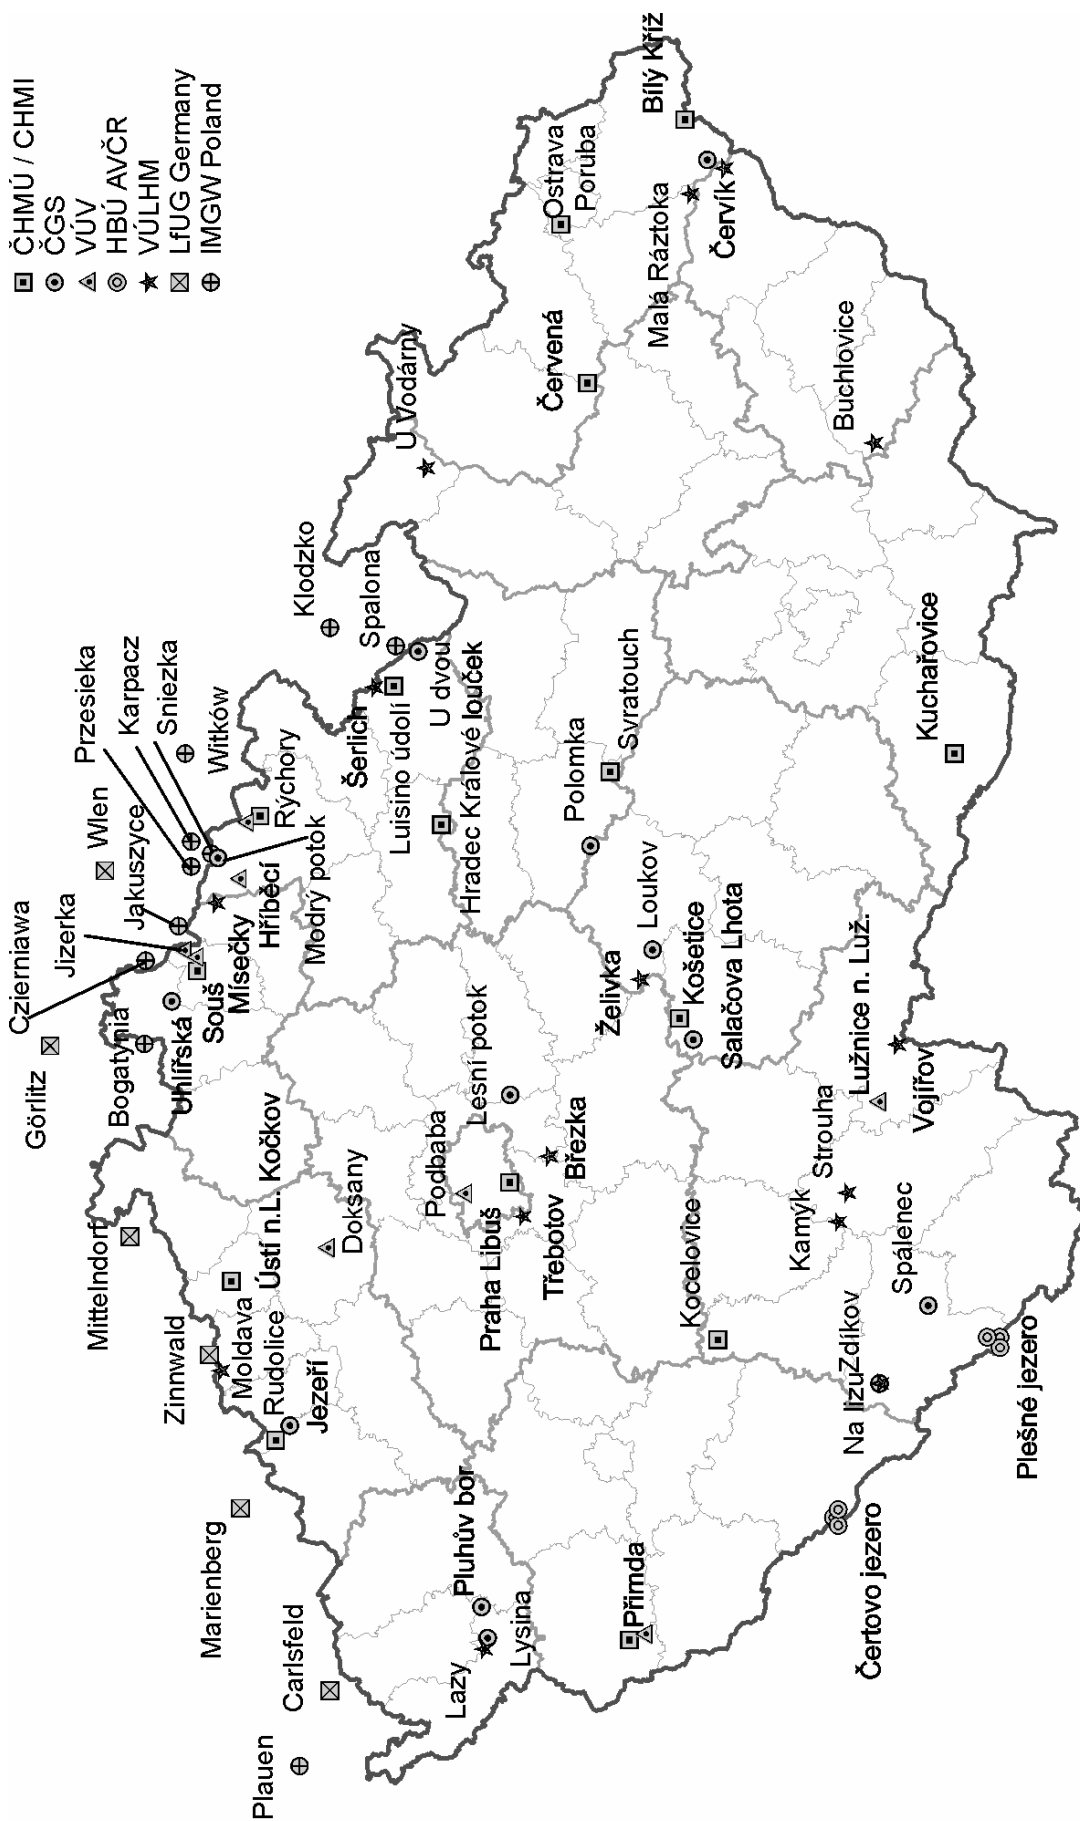 ČHMÚ / CHMI
ČGS
VÚV
HBÚ AVČR
VÚLHM
LfUG Germany
IMGW Poland
Plauen
Carlsfeld
Marienberg
Zinnwald
Mittelndorf
Görlitz
Czierniawa
Bogatynia
Jizerka
Jakuszyce
Wlen
Przesieka
Karpacz
Sniezka
Witków
Klodzko
Spalona
U Vodárny
Lazy
Lysina
Pluhův bor
Jezeří
Rudolice
Moldava
Ústí n.L. Kočkov
Doksany
Uhlířská
Souš
Mísečky
Hříběcí
Modrý potok
Rýchory
Šerlich
Luisino údolí
U dvou
louček
Hradec Králové
Červená
Ostrava
Poruba
Bílý Kříž
Malá Ráztoka
Červík
Buchlovice
Kuchařovice
Svratouch
Polomka
Loukov
Želivka
Košetice
Salačova Lhota
Lesní potok
Podbaba
Praha Libuš
Třebotov
Březka
Přimda
Kocelovice
Kamýk
Strouha
Lužnice n. Luž.
Vojířov
Spálenec
Zdíkov
Na lizu
Čertovo jezero
Plešné jezero